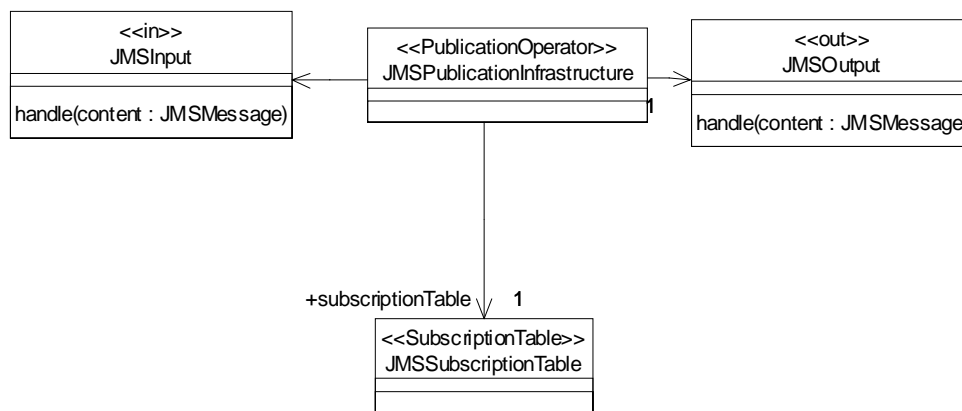 <<in>>
JMSInput
handle(content : JMSMessage)
<<PublicationOperator>>
JMSPublicationInfrastructure
1
<<out>>
JMSOutput
handle(content : JMSMessage
+subscriptionTable 1
<<SubscriptionTable>>
JMSSubscriptionTable